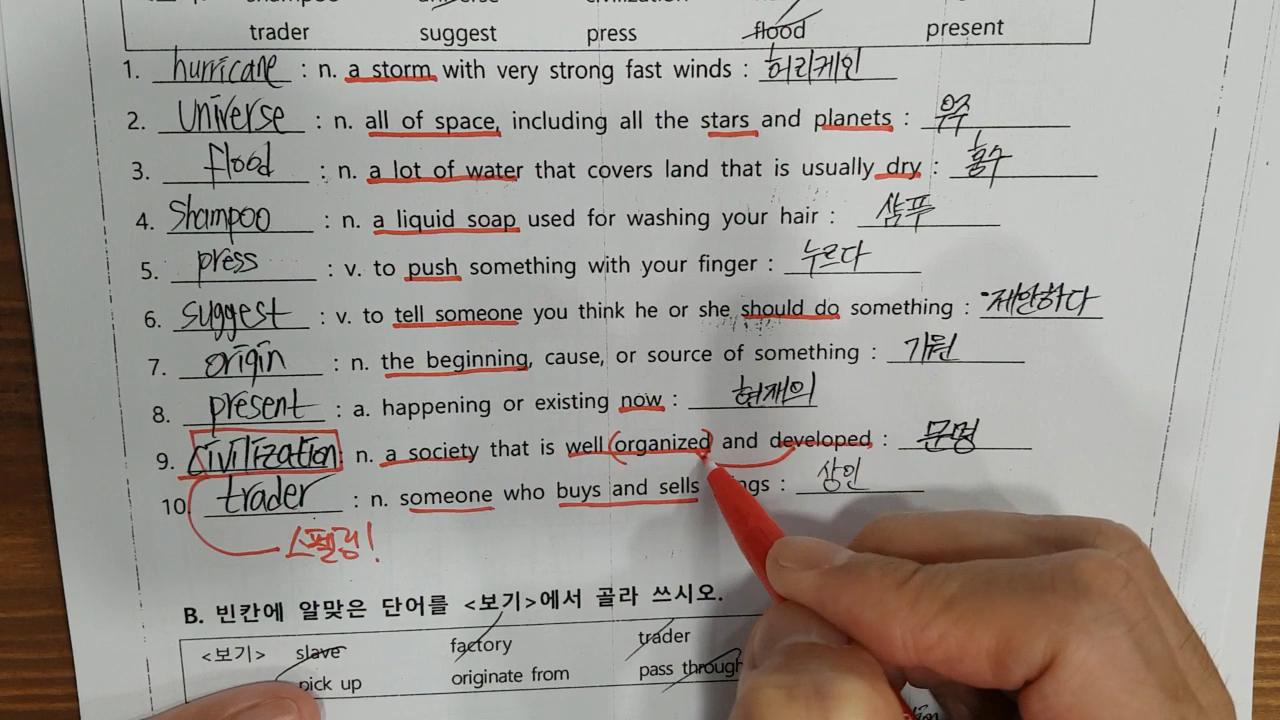 shampoo universe civilization
trader suggest press flood present
1. hurricane : n. a storm with very strong fast winds : 허리케인
2. Universe : n. all of space, including all the stars and planets : 우주
3. flood : n. a lot of water that covers land that is usually dry : 홍수
4. Shampoo : n. a liquid soap used for washing your hair : 샴푸
5. press : v. to push something with your finger : 누르다
6. suggest : v. to tell someone you think he or she should do something : 제안하다
7. origin : n. the beginning, cause, or source of something : 기원
8. present : a. happening or existing now : 현재의
9. Civilization : n. a society that is well organized and developed : 문명
10. trader : n. someone who buys and sells : 상인
스펠링!
B. 빈칸에 알맞은 단어를 <보기>에서 골라 쓰시오.
<보기> slave factory trader
pick up originate from pass through